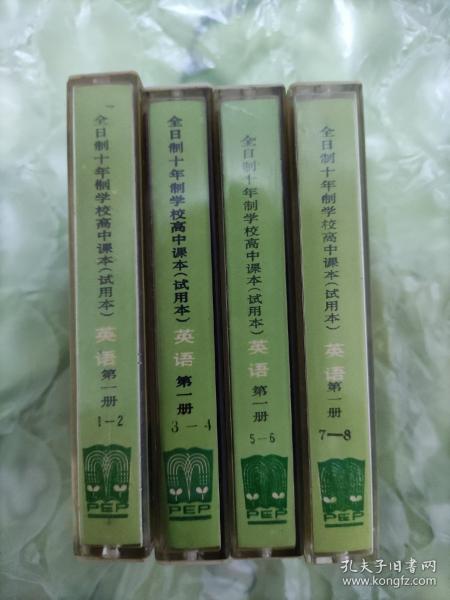 全日制十年制学校高中课本（试用本）英语第一册
1-2
PEP
全日制十年制学校高中课本（试用本）英语第一册
3-4
PEP
全日制十年制学校高中课本（试用本）英语第一册
5-6
PEP
全日制十年制学校高中课本（试用本）英语第一册
7-8
PEP
孔夫子旧书网
www.kongfz.com